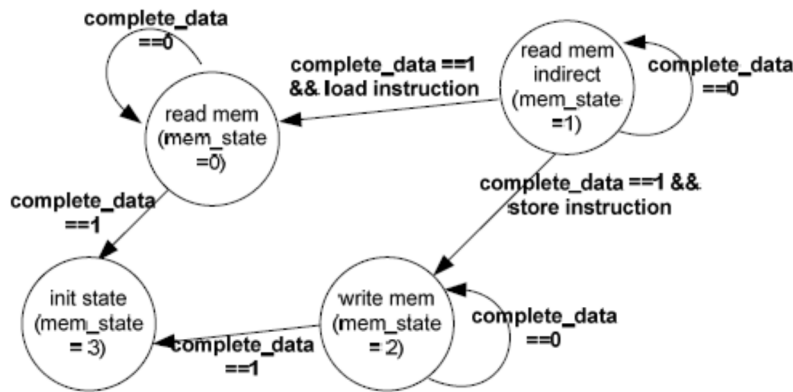 complete_data
==0
complete_data ==1
&& load instruction
read mem
indirect
(mem_state
=1)
complete_data
==0
read mem
(mem_state
=0)
complete_data ==1 &&
store instruction
complete_data
==1
init state
(mem_state
= 3)
write mem
(mem_state
= 2)
complete_data
==0
complete_data
==1